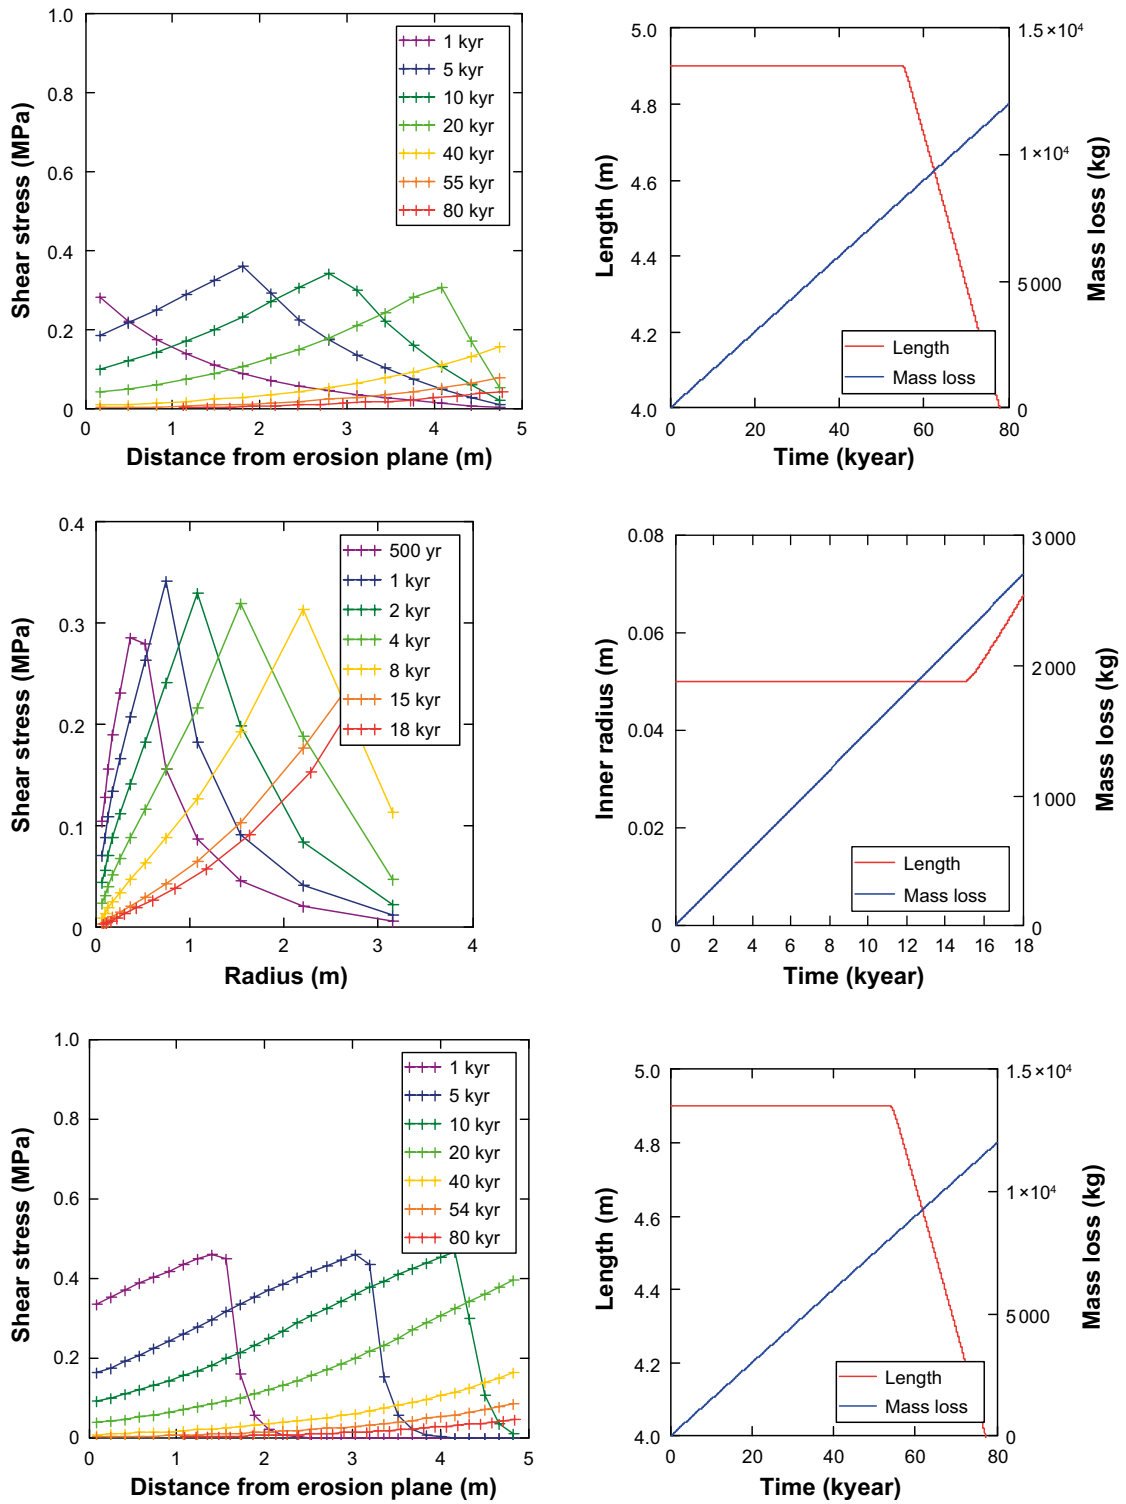 1.0
0.8
0.6
0.4
0.2
0
Shear stress (MPa)
1 kyr
5 kyr
10 kyr
20 kyr
40 kyr
55 kyr
80 kyr
0 1 2 3 4 5
Distance from erosion plane (m)
5.0
4.8
4.6
4.4
4.2
4.0
Length (m)
1.5×10⁴
1×10⁴
5000
0
Mass loss (kg)
Length
Mass loss
0 20 40 60 80
Time (kyear)
0.4
0.3
0.2
0.1
0
Shear stress (MPa)
500 yr
1 kyr
2 kyr
4 kyr
8 kyr
15 kyr
18 kyr
0 1 2 3 4
Radius (m)
0.08
0.06
0.04
0.02
0
Inner radius (m)
3000
2000
1000
0
Mass loss (kg)
Length
Mass loss
0 2 4 6 8 10 12 14 16 18
Time (kyear)
1.0
0.8
0.6
0.4
0.2
0
Shear stress (MPa)
1 kyr
5 kyr
10 kyr
20 kyr
40 kyr
54 kyr
80 kyr
0 1 2 3 4 5
Distance from erosion plane (m)
5.0
4.8
4.6
4.4
4.2
4.0
Length (m)
1.5×10⁴
1×10⁴
5000
0
Mass loss (kg)
Length
Mass loss
0 20 40 60 80
Time (kyear)